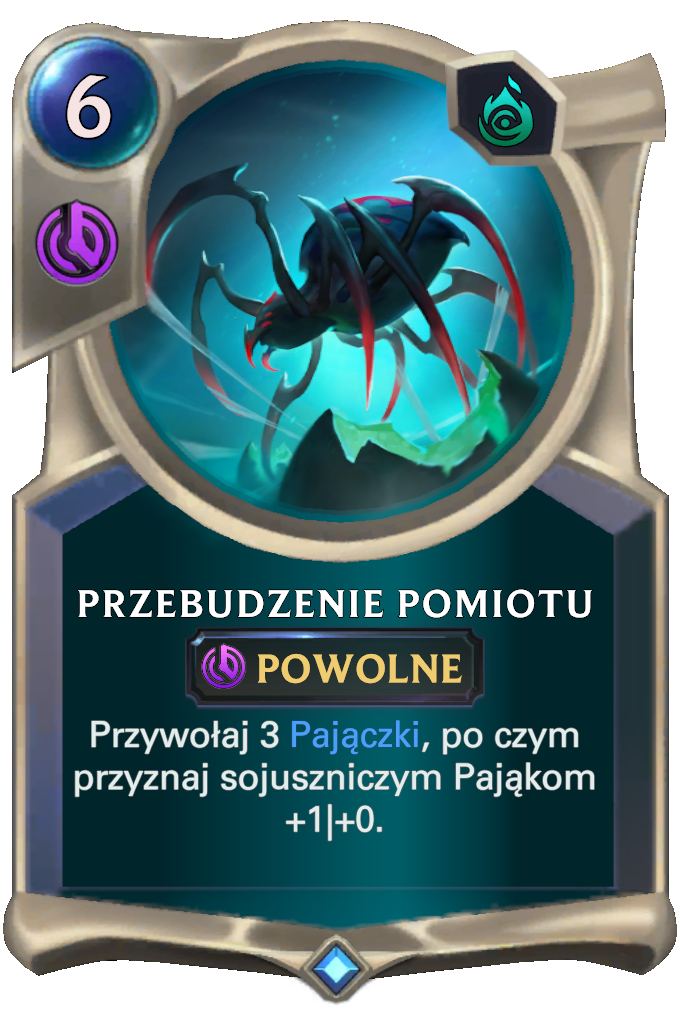 6
PRZEBUDZENIE POMIOTU
POWOLNE
Przywołaj 3 Pajączki, po czym
przyznaj sojuszniczym Pająkom
+1|+0.